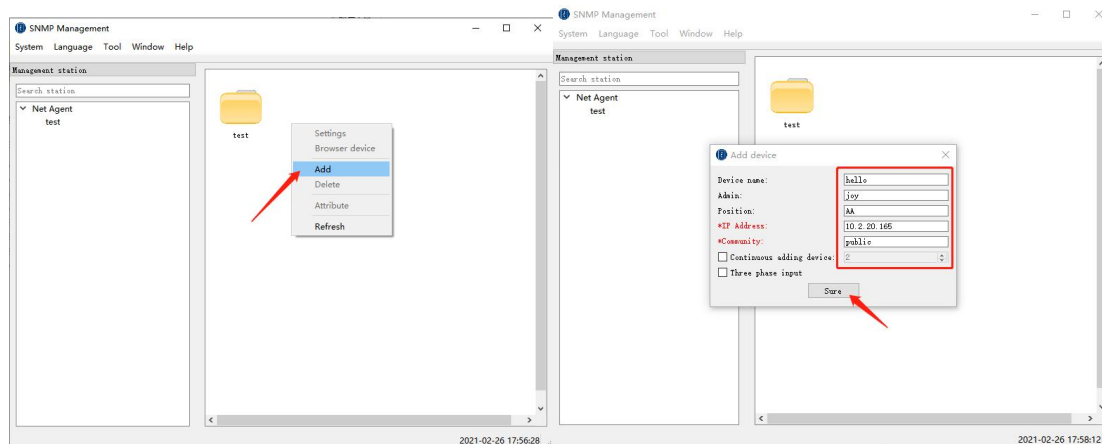 SNMP Management
System Language Tool Window Help
Management station
Search station
Net Agent
test
test
Settings
Browser device
Add
Delete
Attribute
Refresh
2021-02-26 17:56:28
SNMP Management
System Language Tool Window Help
Management station
Search station
Net Agent
test
test
Add device
Device name: hello
Admin: joy
Position: AA
*IP Address: 10.2.20.165
*Community: public
Continuous adding device: 2
Three phase input
Sure
2021-02-26 17:58:12